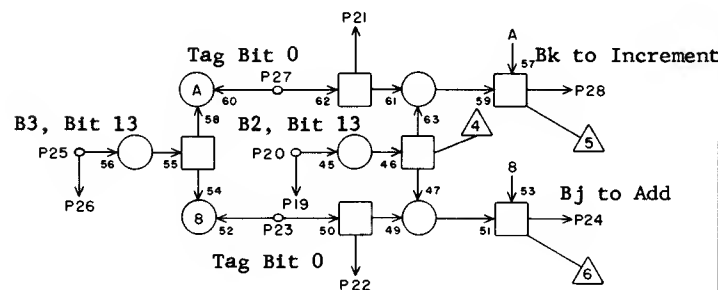 P21
A
Tag Bit 0
Bk to Increment
P27
57
A
60
62
61
59
P28
58
63
B3, Bit 13
B2, Bit 13
4
5
P25
P20
56
55
45
46
54
47
8
53
Bj to Add
P26
P19
8
P23
P24
52
50
49
51
Tag Bit 0
6
P22